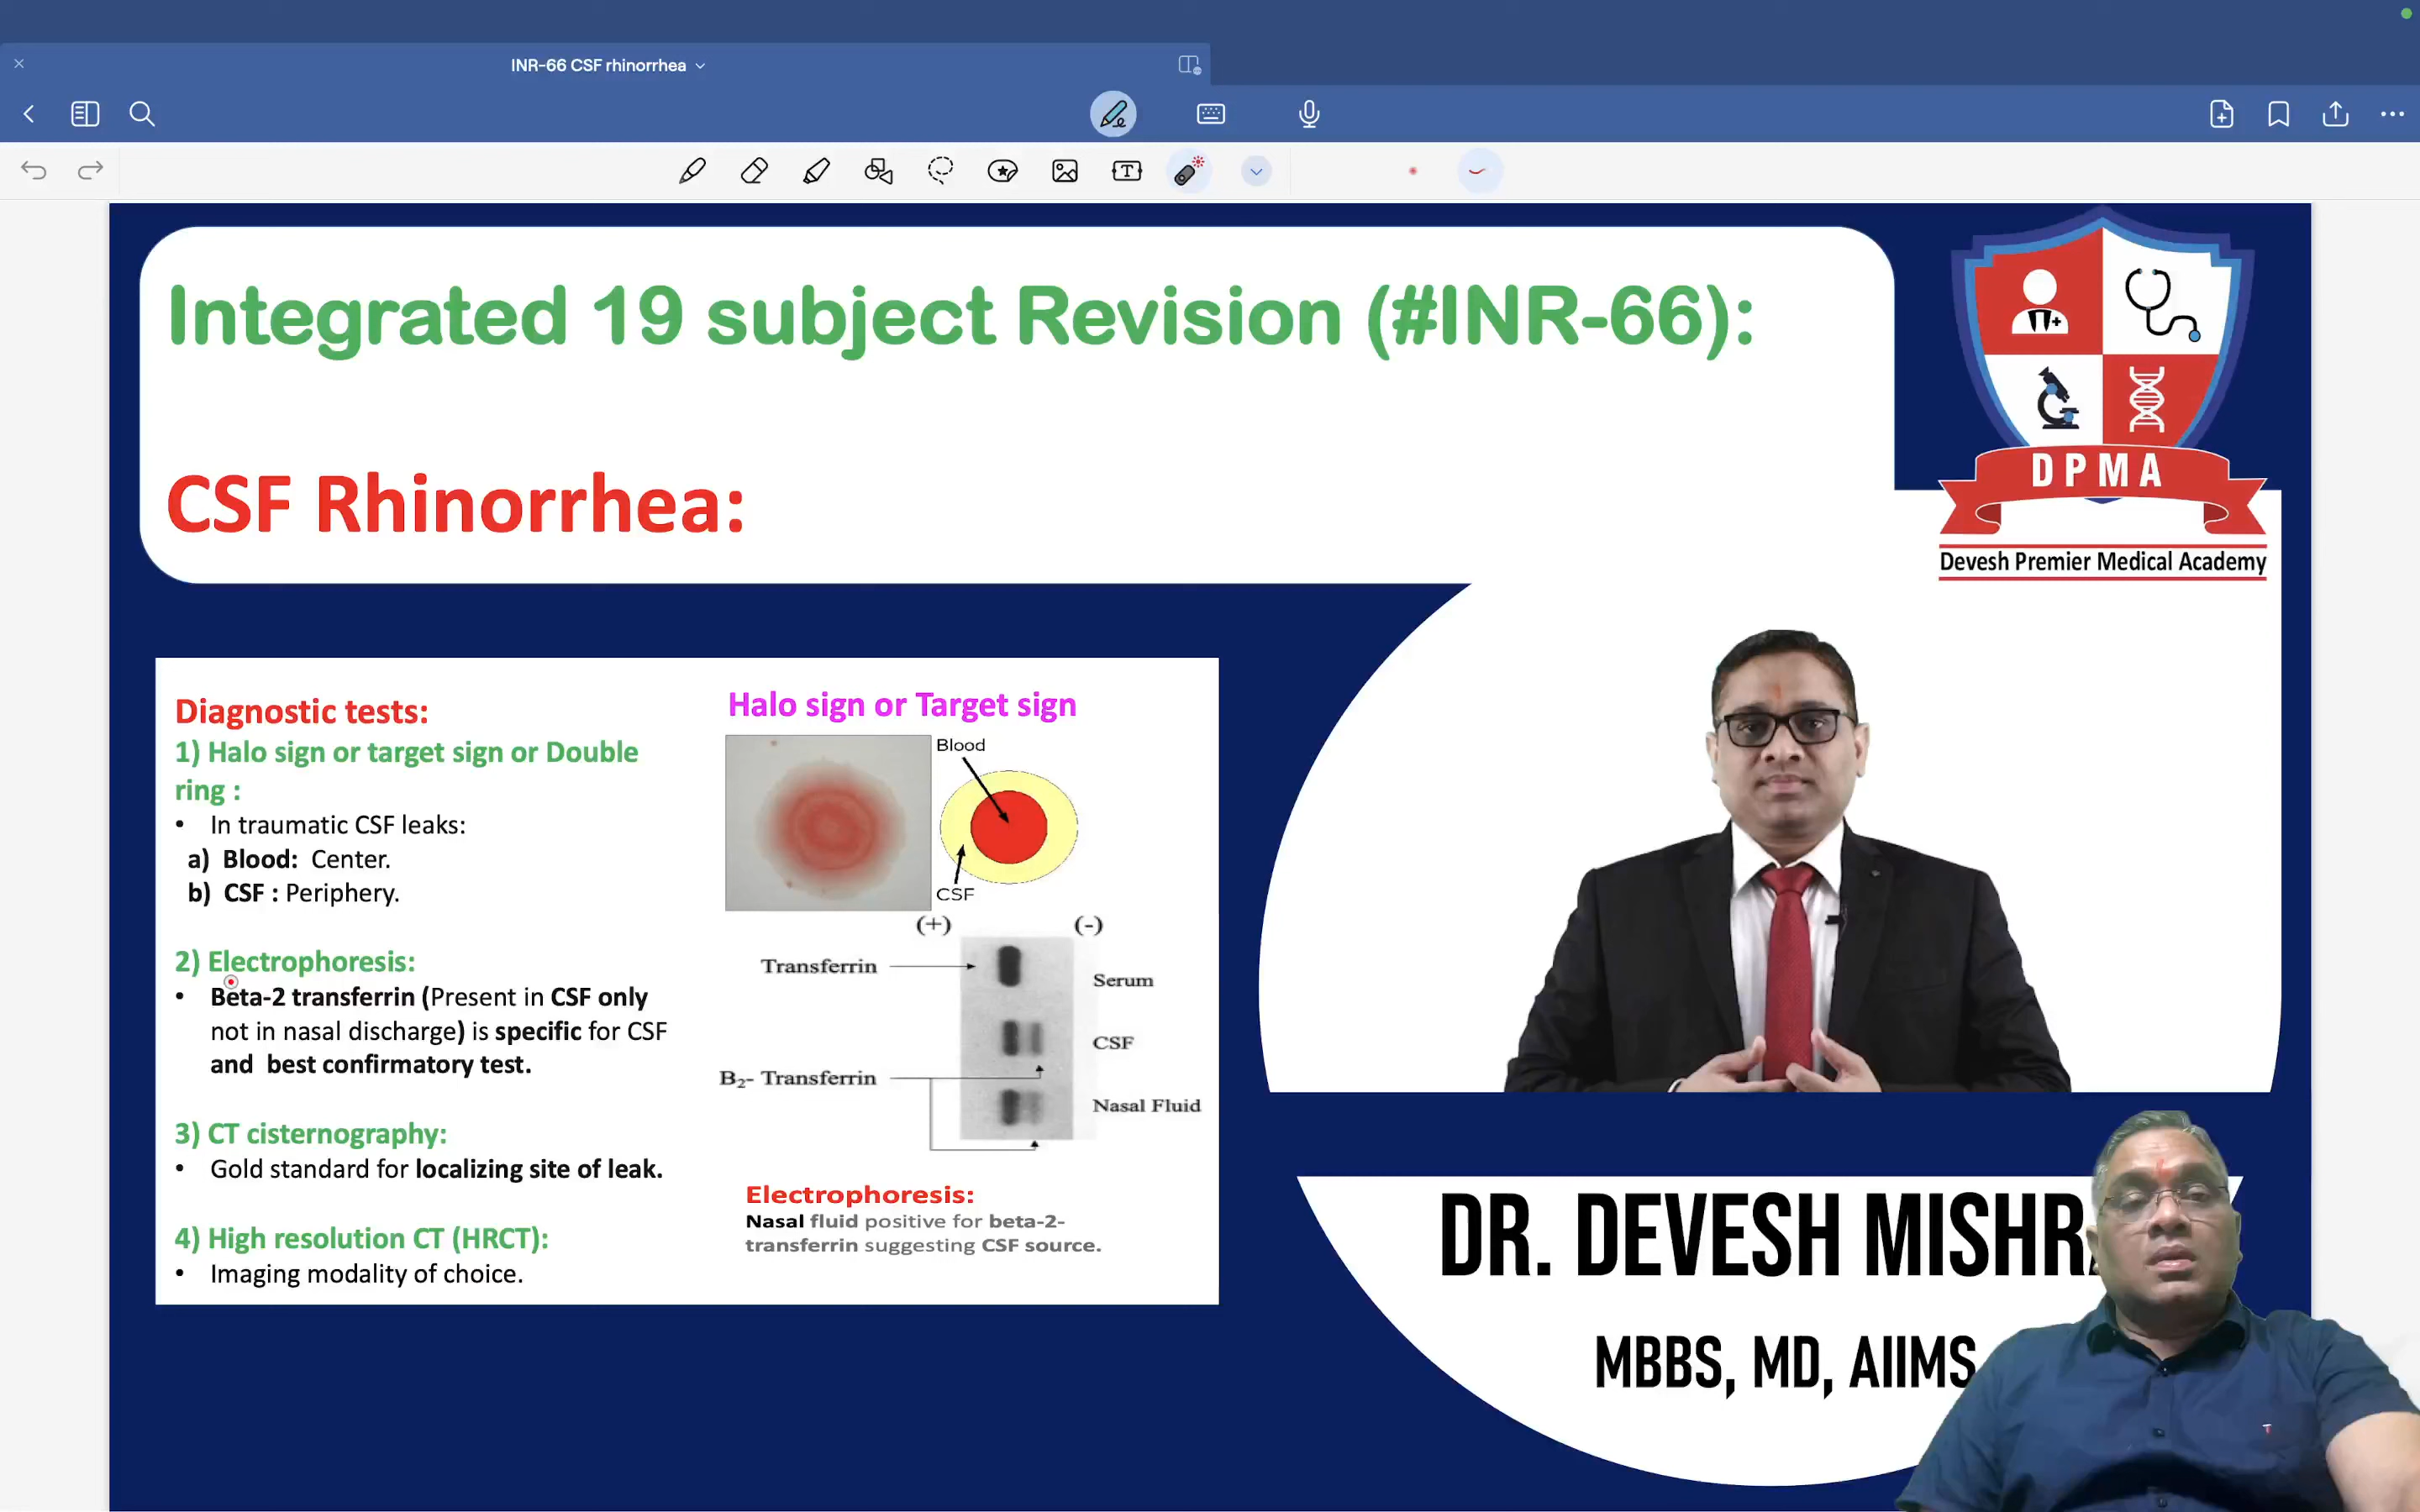 INR-66 CSF rhinorrhea
Integrated 19 subject Revision (#INR-66):
CSF Rhinorrhea:
DPMA
Devesh Premier Medical Academy
Diagnostic tests:
1) Halo sign or target sign or Double
ring :
• In traumatic CSF leaks:
a) Blood: Center.
b) CSF : Periphery.
2) Electrophoresis:
• Beta-2 transferrin (Present in CSF only
not in nasal discharge) is specific for CSF
and best confirmatory test.
3) CT cisternography:
• Gold standard for localizing site of leak.
4) High resolution CT (HRCT):
• Imaging modality of choice.
Halo sign or Target sign
Blood
CSF
(+) (-)
Transferrin
Serum
CSF
B₂- Transferrin
Nasal Fluid
Electrophoresis:
Nasal fluid positive for beta-2-
transferrin suggesting CSF source.
DR. DEVESH MISHRA
MBBS, MD, AIIMS